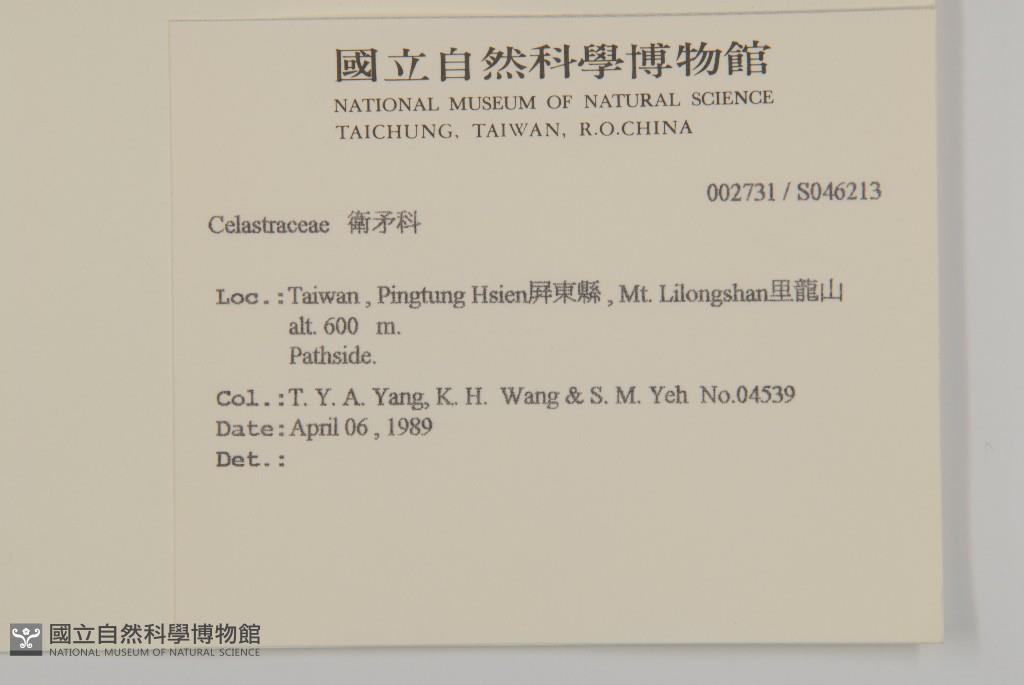 國立自然科學博物館
NATIONAL MUSEUM OF NATURAL SCIENCE
TAICHUNG, TAIWAN, R.O.CHINA
002731 / S046213
Celastraceae 衛矛科
Loc.:Taiwan , Pingtung Hsien屏東縣 , Mt. Lilongshan里龍山
alt. 600 m.
Pathside.
Col.:T. Y. A. Yang, K. H. Wang & S. M. Yeh No.04539
Date:April 06 , 1989
Det.:
國立自然科學博物館
NATIONAL MUSEUM OF NATURAL SCIENCE